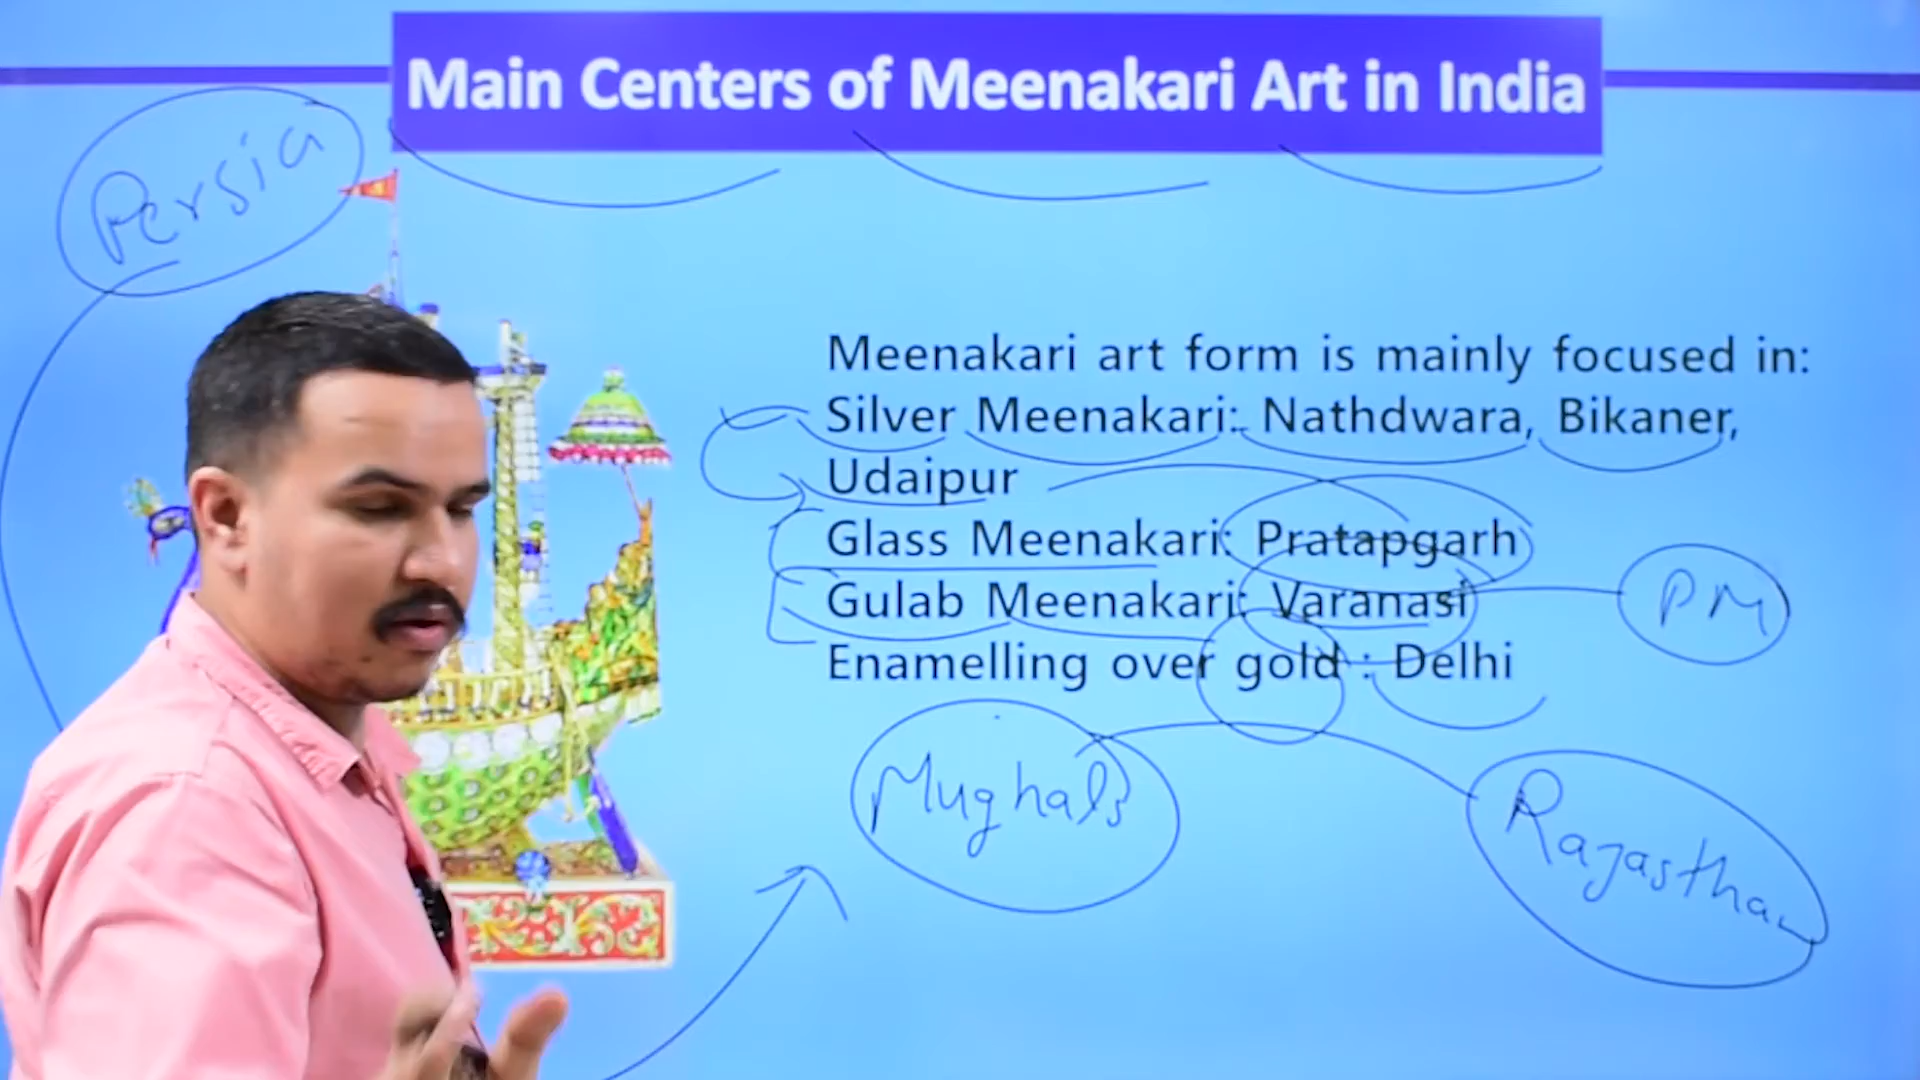 Main Centers of Meenakari Art in India
Persia
Meenakari art form is mainly focused in:
Silver Meenakari: Nathdwara, Bikaner,
Udaipur
Glass Meenakari: Pratapgarh
Gulab Meenakari: Varanasi
PM
Enamelling over gold : Delhi
Mughals
Rajasthan